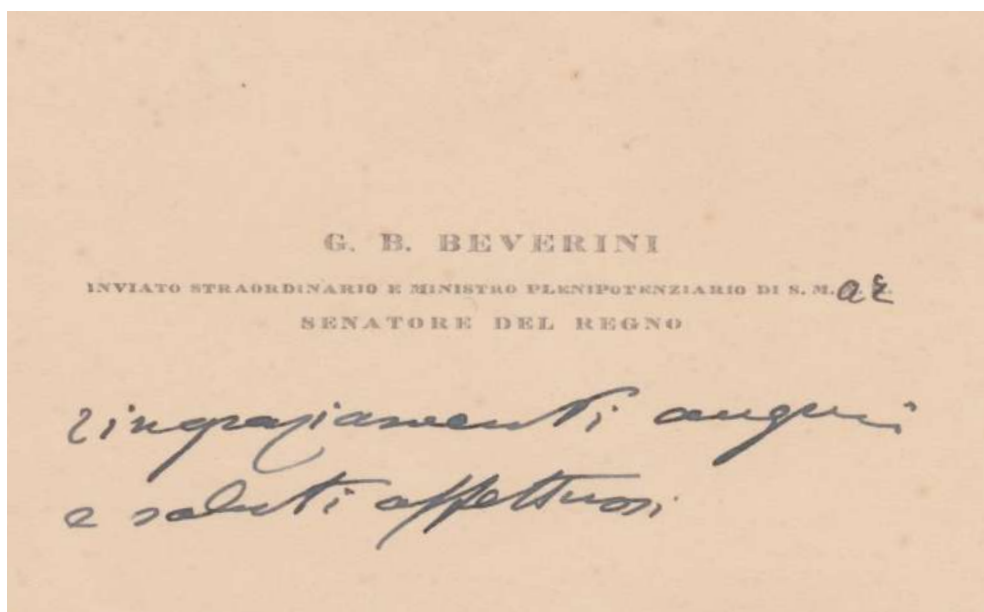 G. B. BEVERINI
INVIATO STRAORDINARIO E MINISTRO PLENIPOTENZIARIO DI S. M.
SENATORE DEL REGNO
ringraziamenti auguri
e saluti affettuosi